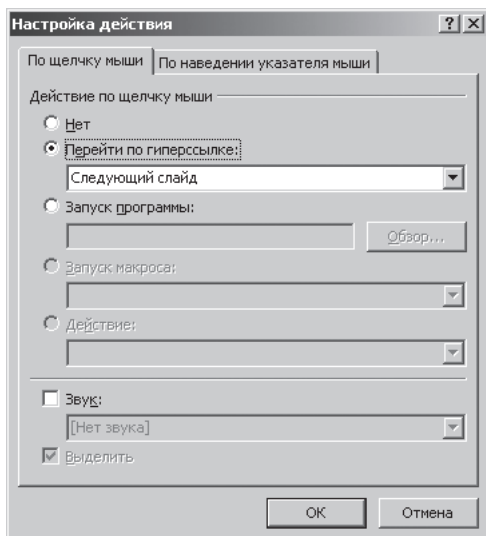 Настройка действия
По щелчку мыши По наведении указателя мыши
Действие по щелчку мыши
Нет
Перейти по гиперссылке:
Следующий слайд
Запуск программы:
Обзор...
Запуск макроса:
Действие:
Звук:
[Нет звука]
Выделить
ОК Отмена